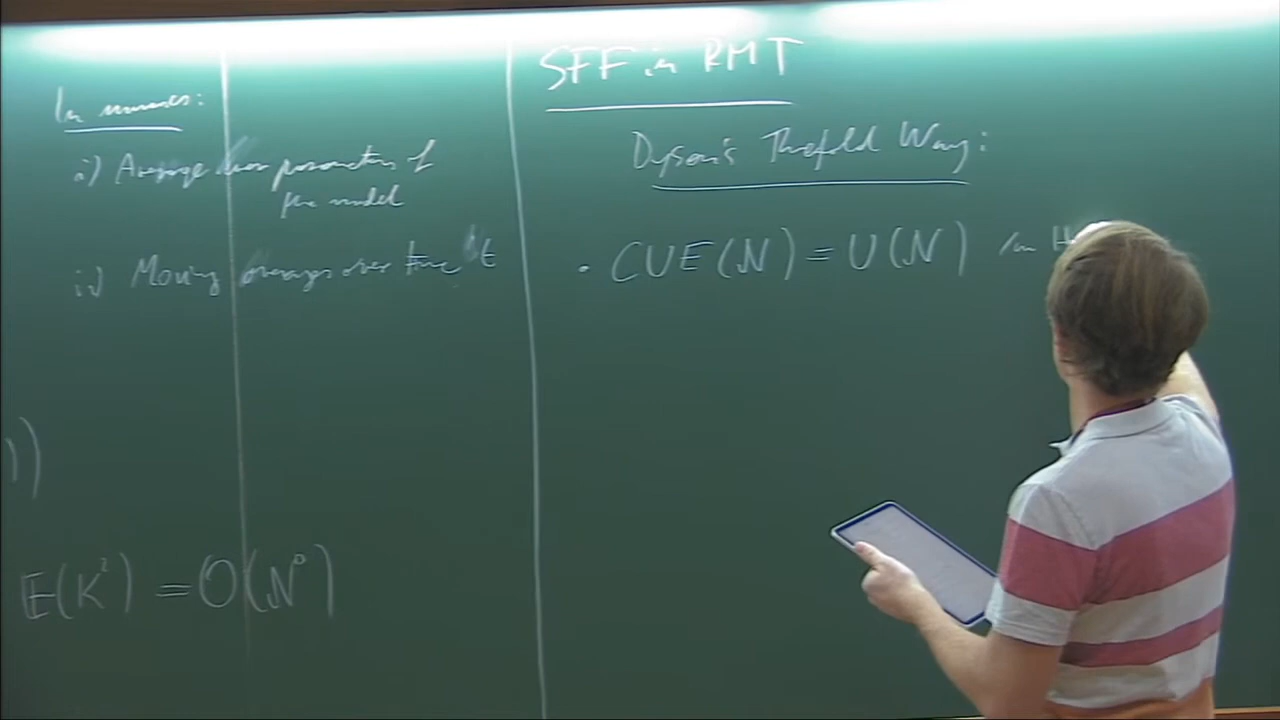 In numerics:
i) Average over parameters of
the model
ii) Moving averages over time t
))
E(K²) = O(N⁰)
SFF in RMT
Dyson's Threefold Way:
· CUE(N) = U(N) H